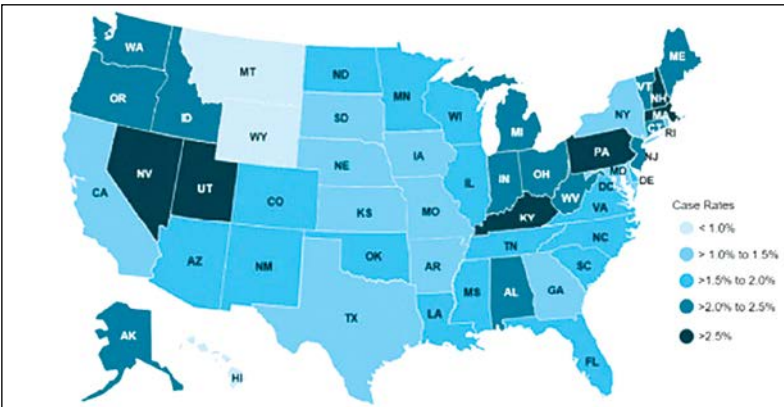 WA
MT
ND
MN
ME
VT
NH
OR
ID
SD
WI
NY
MA
MI
CT
RI
WY
IA
PA
NJ
NE
OH
MD
DE
NV
UT
IL
IN
DC
CA
CO
WV
VA
KS
MO
KY
NC
TN
AZ
NM
OK
AR
SC
MS
AL
GA
TX
LA
FL
AK
HI
Case Rates
< 1.0%
> 1.0% to 1.5%
>1.5% to 2.0%
>2.0% to 2.5%
>2.5%